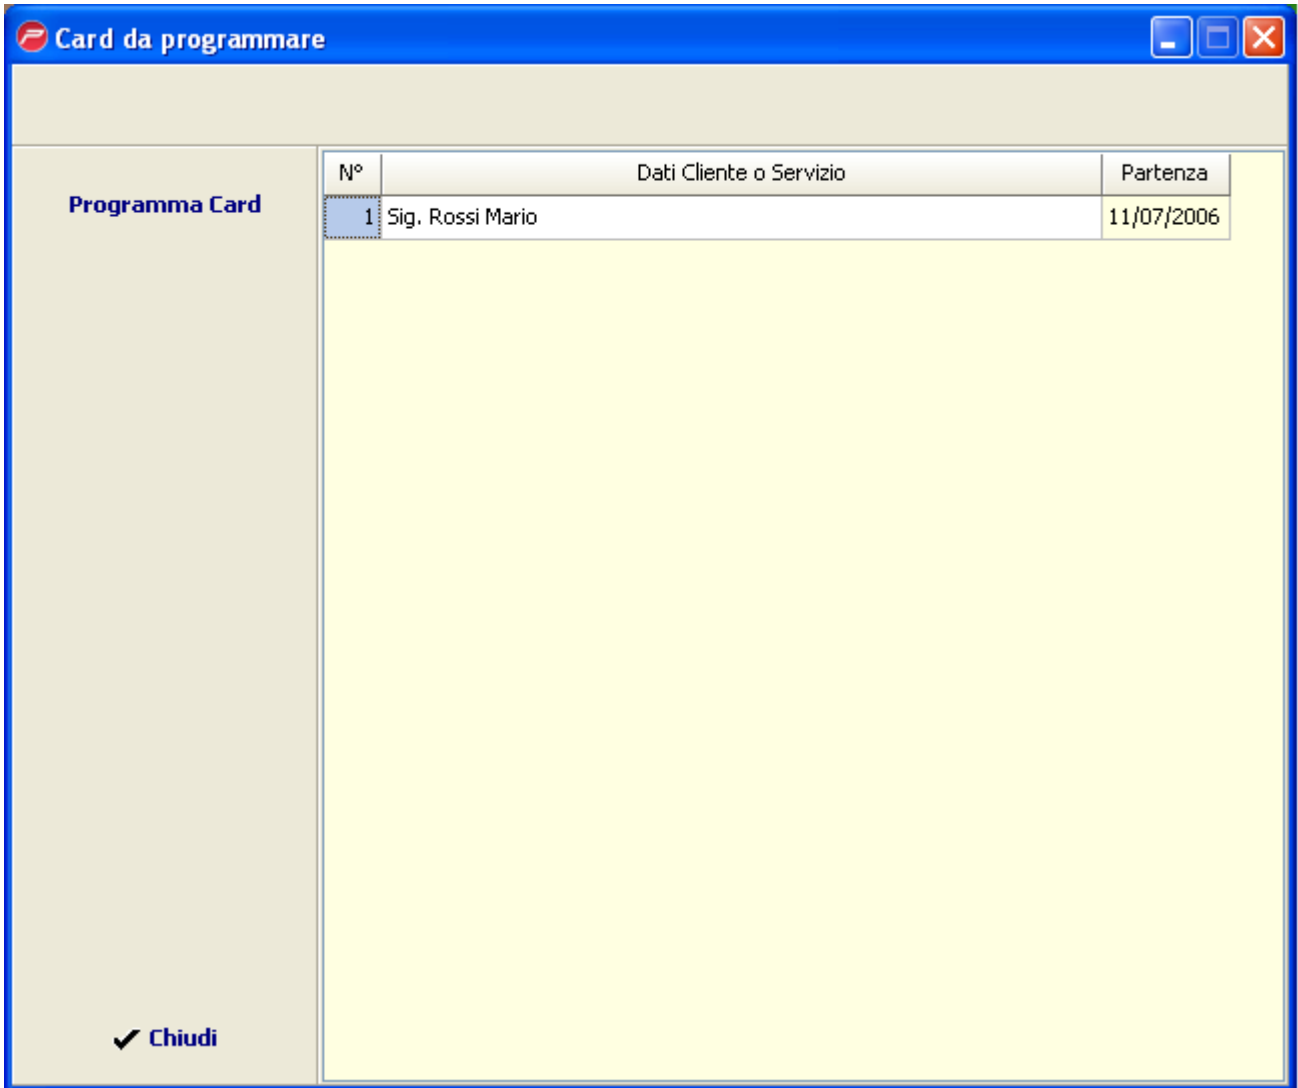 Card da programmare
Programma Card
N° Dati Cliente o Servizio Partenza
1 Sig. Rossi Mario 11/07/2006
Chiudi